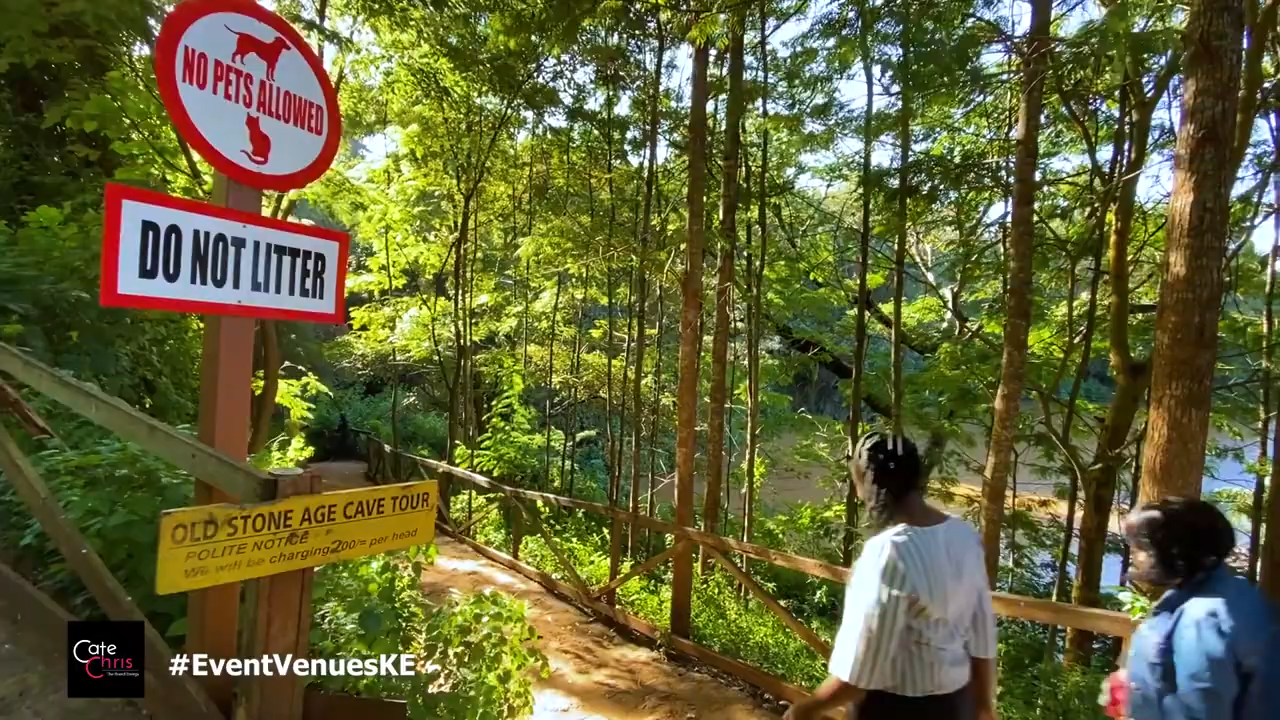 NO PETS ALLOWED
DO NOT LITTER
OLD STONE AGE CAVE TOUR
POLITE NOTICE
We will be charging 200/= per head
Cate
Chris
#EventVenuesKE